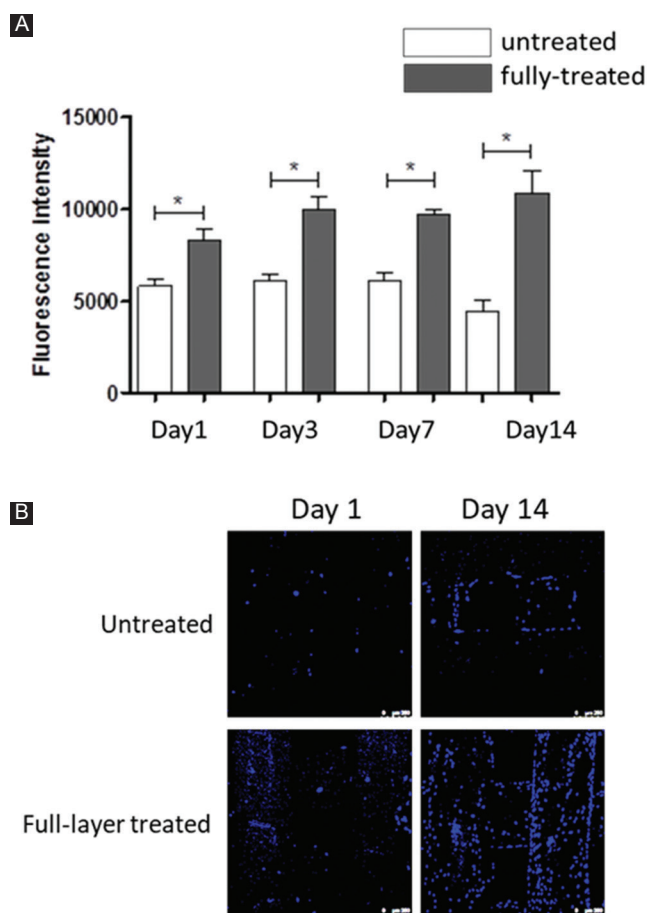 A
untreated
fully-treated
15000
10000
5000
0
Fluorescence Intensity
*
*
*
*
Day1
Day3
Day7
Day14
B
Day 1
Day 14
Untreated
Full-layer treated